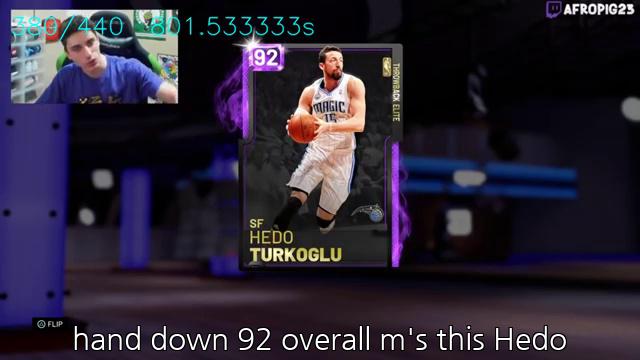 380/440 -801.533333s
AFROPIG23
92
THROWBACK ELITE
MAGIC
15
SF
HEDO
TURKOGLU
FLIP
hand down 92 overall m's this Hedo